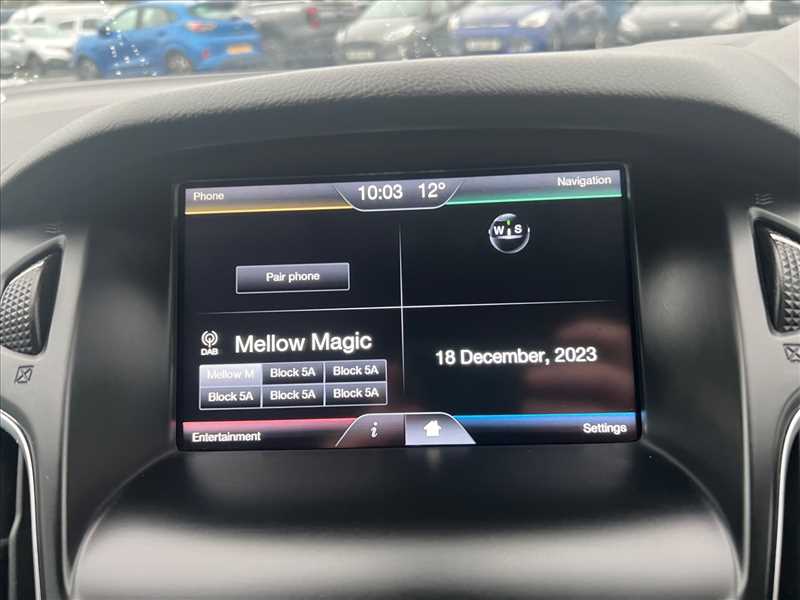 Phone
10:03 12°
Navigation
W S
Pair phone
DAB
Mellow Magic
Mellow M Block 5A Block 5A
Block 5A Block 5A Block 5A
18 December, 2023
Entertainment
i
Settings